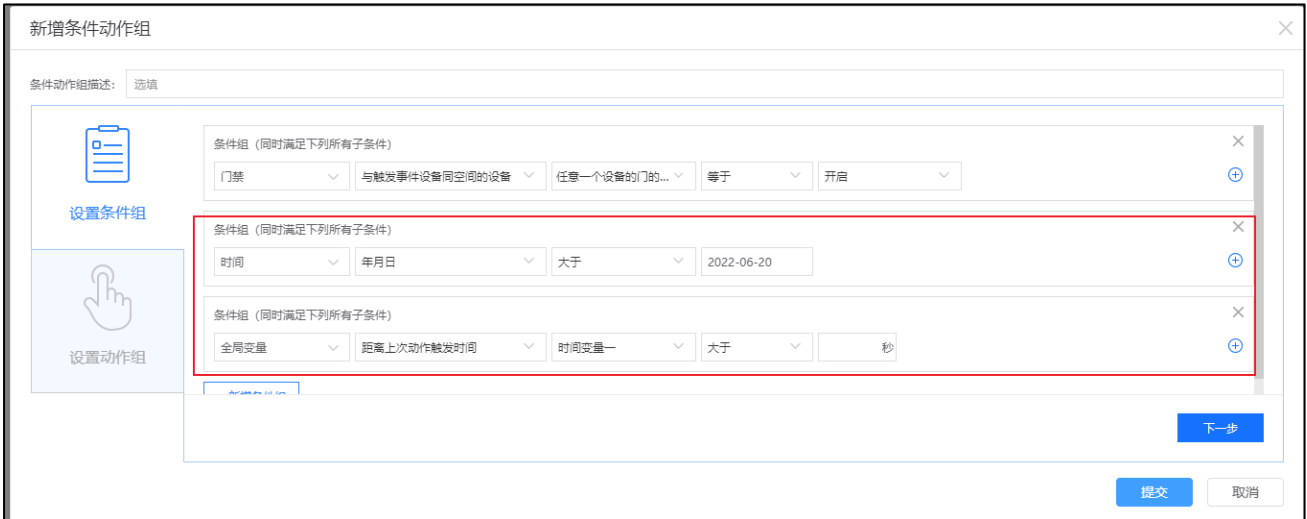 新增条件动作组
条件动作组描述： 选填
设置条件组
设置动作组
条件组（同时满足下列所有子条件）
门禁 与触发事件设备同空间的设备 任意一个设备的门的... 等于 开启
条件组（同时满足下列所有子条件）
时间 年月日 大于 2022-06-20
条件组（同时满足下列所有子条件）
全局变量 距离上次动作触发时间 时间变量一 大于 秒
下一步
提交 取消